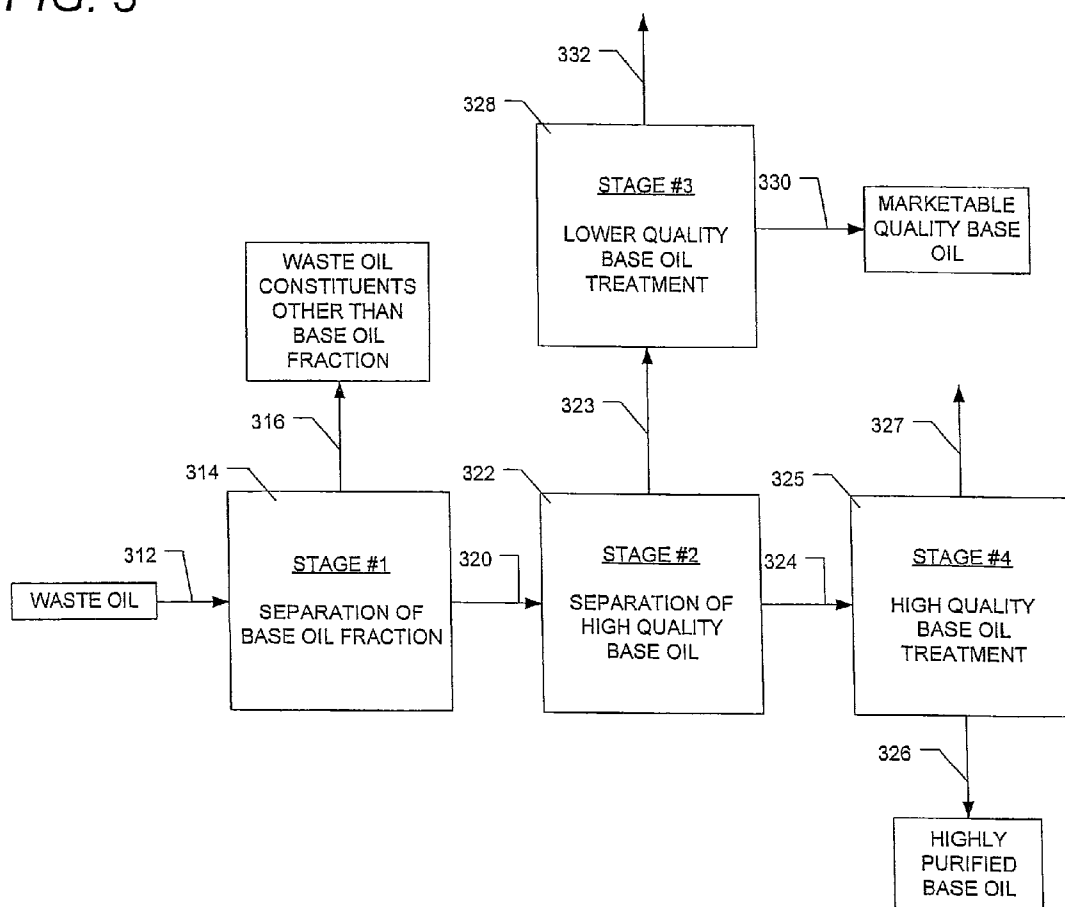 FIG. 3
332
328
STAGE #3
LOWER QUALITY
BASE OIL
TREATMENT
330
MARKETABLE
QUALITY BASE
OIL
WASTE OIL
CONSTITUENTS
OTHER THAN
BASE OIL
FRACTION
316
323
327
314
322
325
312
STAGE #1
SEPARATION OF
BASE OIL FRACTION
320
STAGE #2
SEPARATION OF
HIGH QUALITY
BASE OIL
324
STAGE #4
HIGH QUALITY
BASE OIL
TREATMENT
WASTE OIL
326
HIGHLY
PURIFIED
BASE OIL